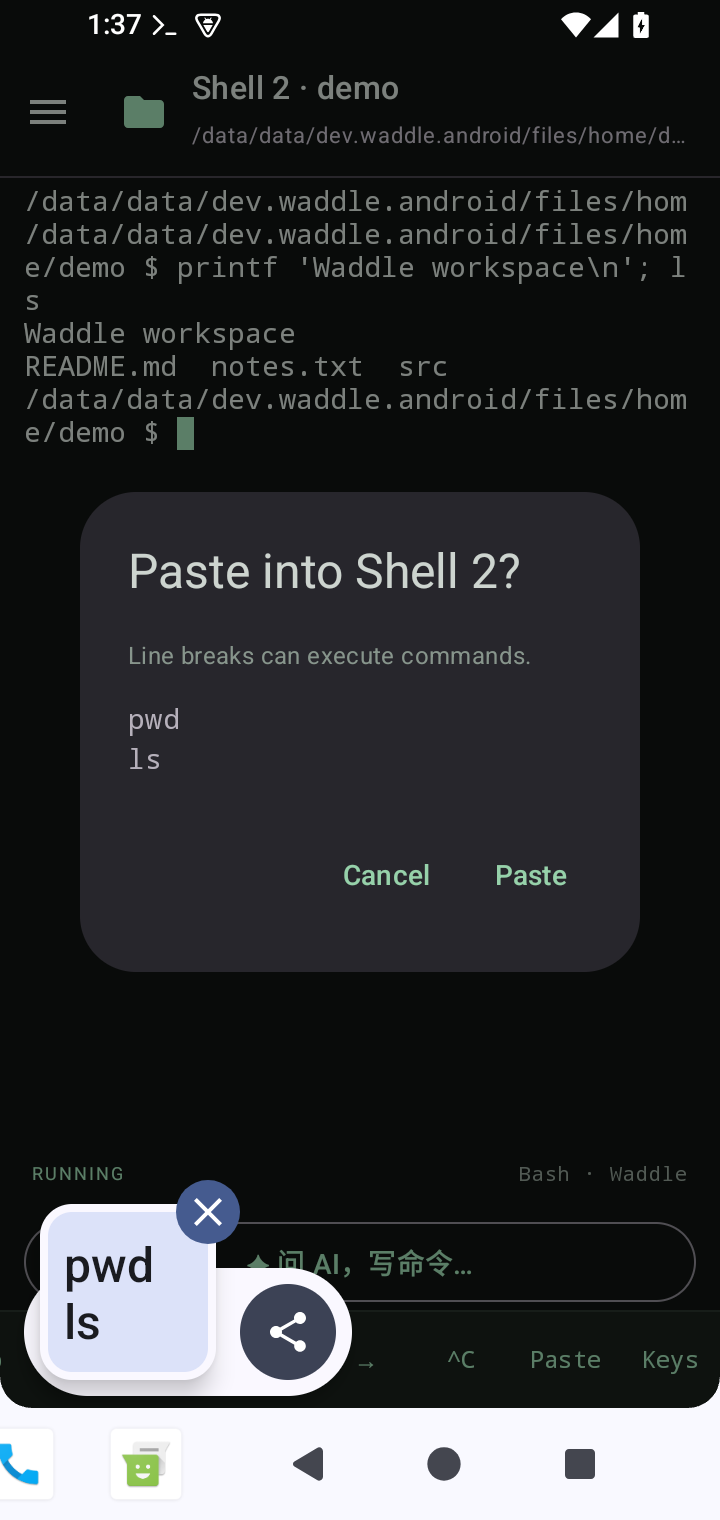 1:37
Shell 2 · demo
/data/data/dev.waddle.android/files/home/d…
/data/data/dev.waddle.android/files/hom
/data/data/dev.waddle.android/files/hom
e/demo $ printf 'Waddle workspace\n'; l
s
Waddle workspace
README.md  notes.txt  src
/data/data/dev.waddle.android/files/hom
e/demo $
Paste into Shell 2?
Line breaks can execute commands.
pwd
ls
Cancel Paste
RUNNING Bash · Waddle
问 AI，写命令…
pwd
ls
→ ^C Paste Keys